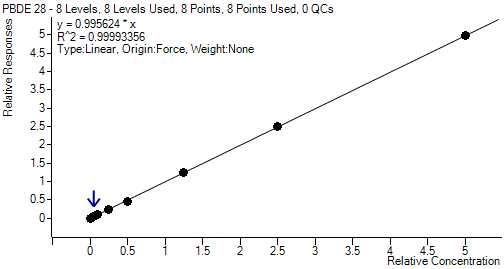 PBDE 28 - 8 Levels, 8 Levels Used, 8 Points, 8 Points Used, 0 QCs
y = 0.995624 * x
R^2 = 0.99993356
Type:Linear, Origin:Force, Weight:None
Relative Responses
5
4.5
4
3.5
3
2.5
2
1.5
1
0.5
0
0 0.5 1 1.5 2 2.5 3 3.5 4 4.5 5
Relative Concentration